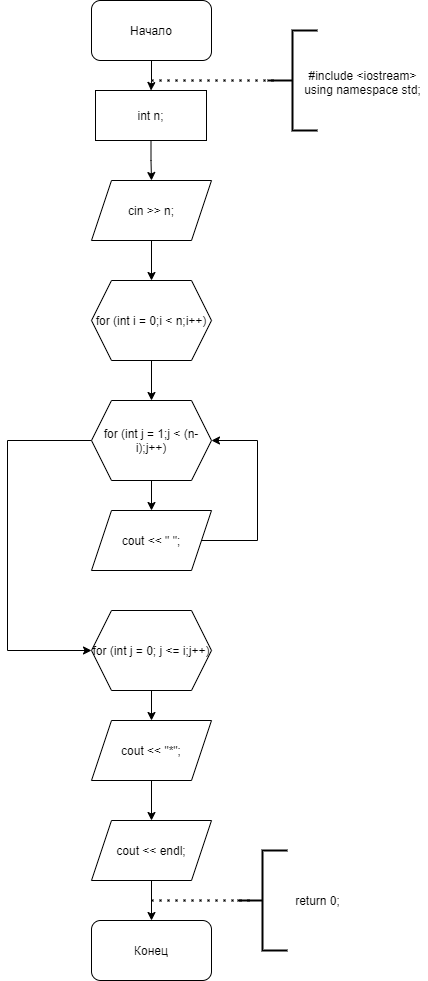 Начало
#include <iostream>
using namespace std;
int n;
cin >> n;
for (int i = 0;i < n;i++)
for (int j = 1;j < (n-
i);j++)
cout << " ";
for (int j = 0; j <= i;j++)
cout << "*";
cout << endl;
return 0;
Конец